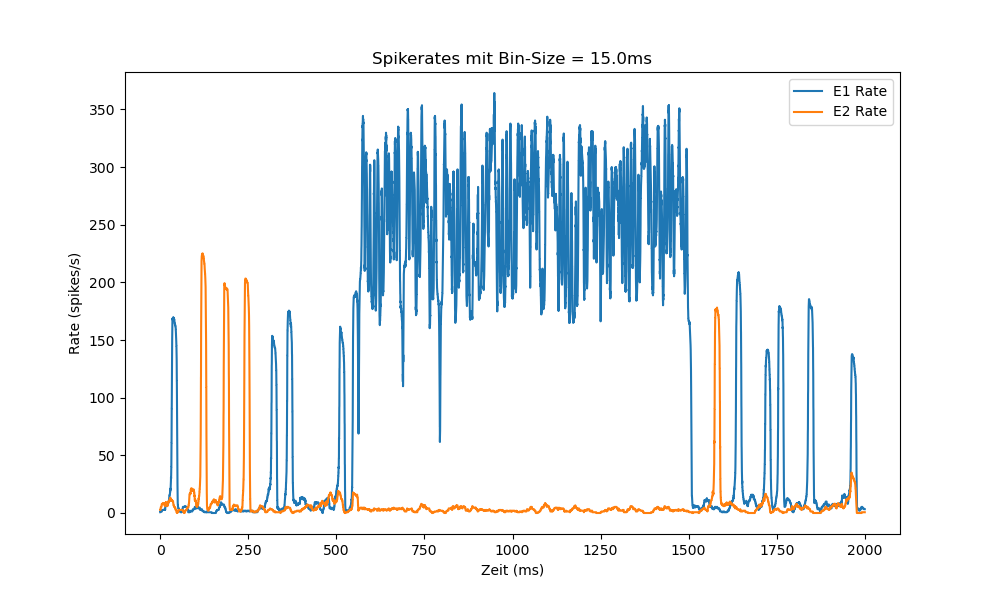 Spikerates mit Bin-Size = 15.0ms
E1 Rate
E2 Rate
Rate (spikes/s)
350
300
250
200
150
100
50
0
0 250 500 750 1000 1250 1500 1750 2000
Zeit (ms)